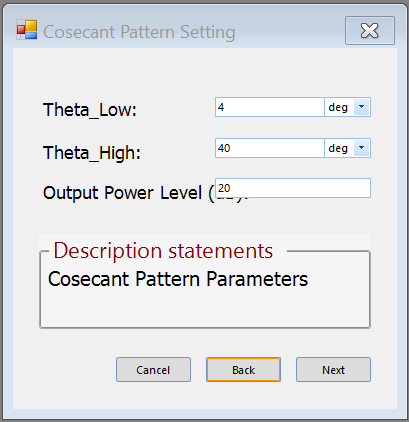 Cosecant Pattern Setting
Theta_Low: 4 deg
Theta_High: 40 deg
Output Power Level 20
Description statements
Cosecant Pattern Parameters
Cancel Back Next